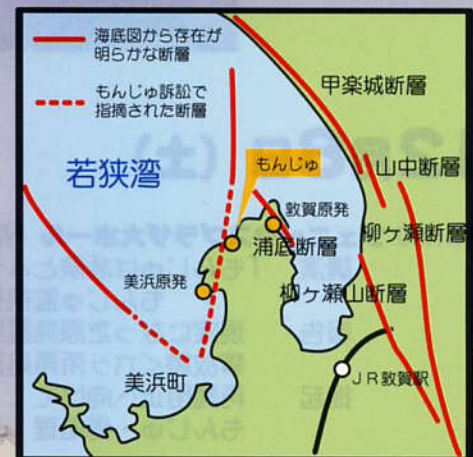 海底図から存在が
明らかな断層
もんじゅ訴訟で
指摘された断層
甲楽城断層
山中断層
若狭湾
もんじゅ
敦賀原発
浦底断層
柳ヶ瀬断層
美浜原発
柳ヶ瀬山断層
美浜町
JR敦賀駅